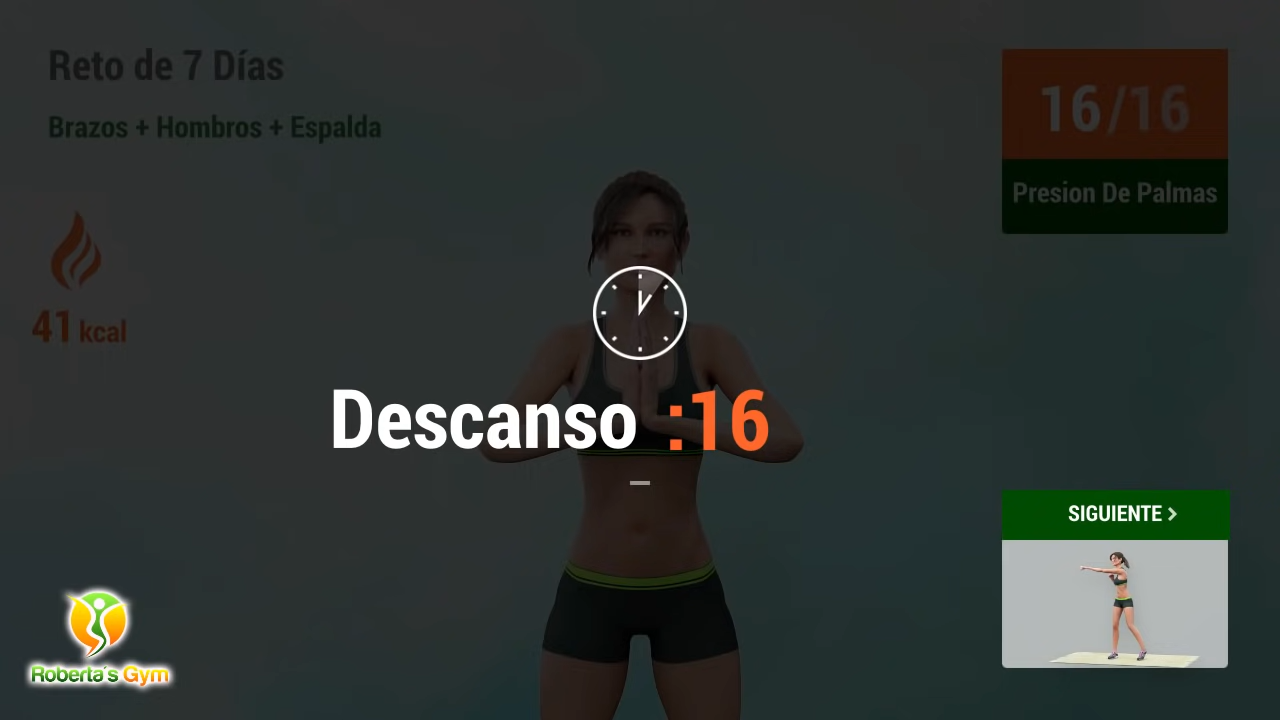 Reto de 7 Días
Brazos + Hombros + Espalda
16/16
Presion De Palmas
41 kcal
Descanso :16
SIGUIENTE >
Roberta´s Gym